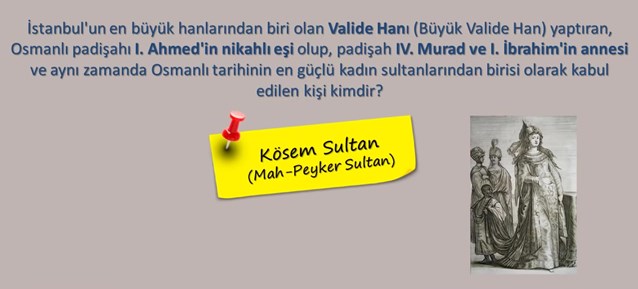 İstanbul'un en büyük hanlarından biri olan Valide Hanı (Büyük Valide Han) yaptıran,
Osmanlı padişahı I. Ahmed'in nikahlı eşi olup, padişah IV. Murad ve I. İbrahim'in annesi
ve aynı zamanda Osmanlı tarihinin en güçlü kadın sultanlarından birisi olarak kabul
edilen kişi kimdir?
Kösem Sultan
(Mah-Peyker Sultan)